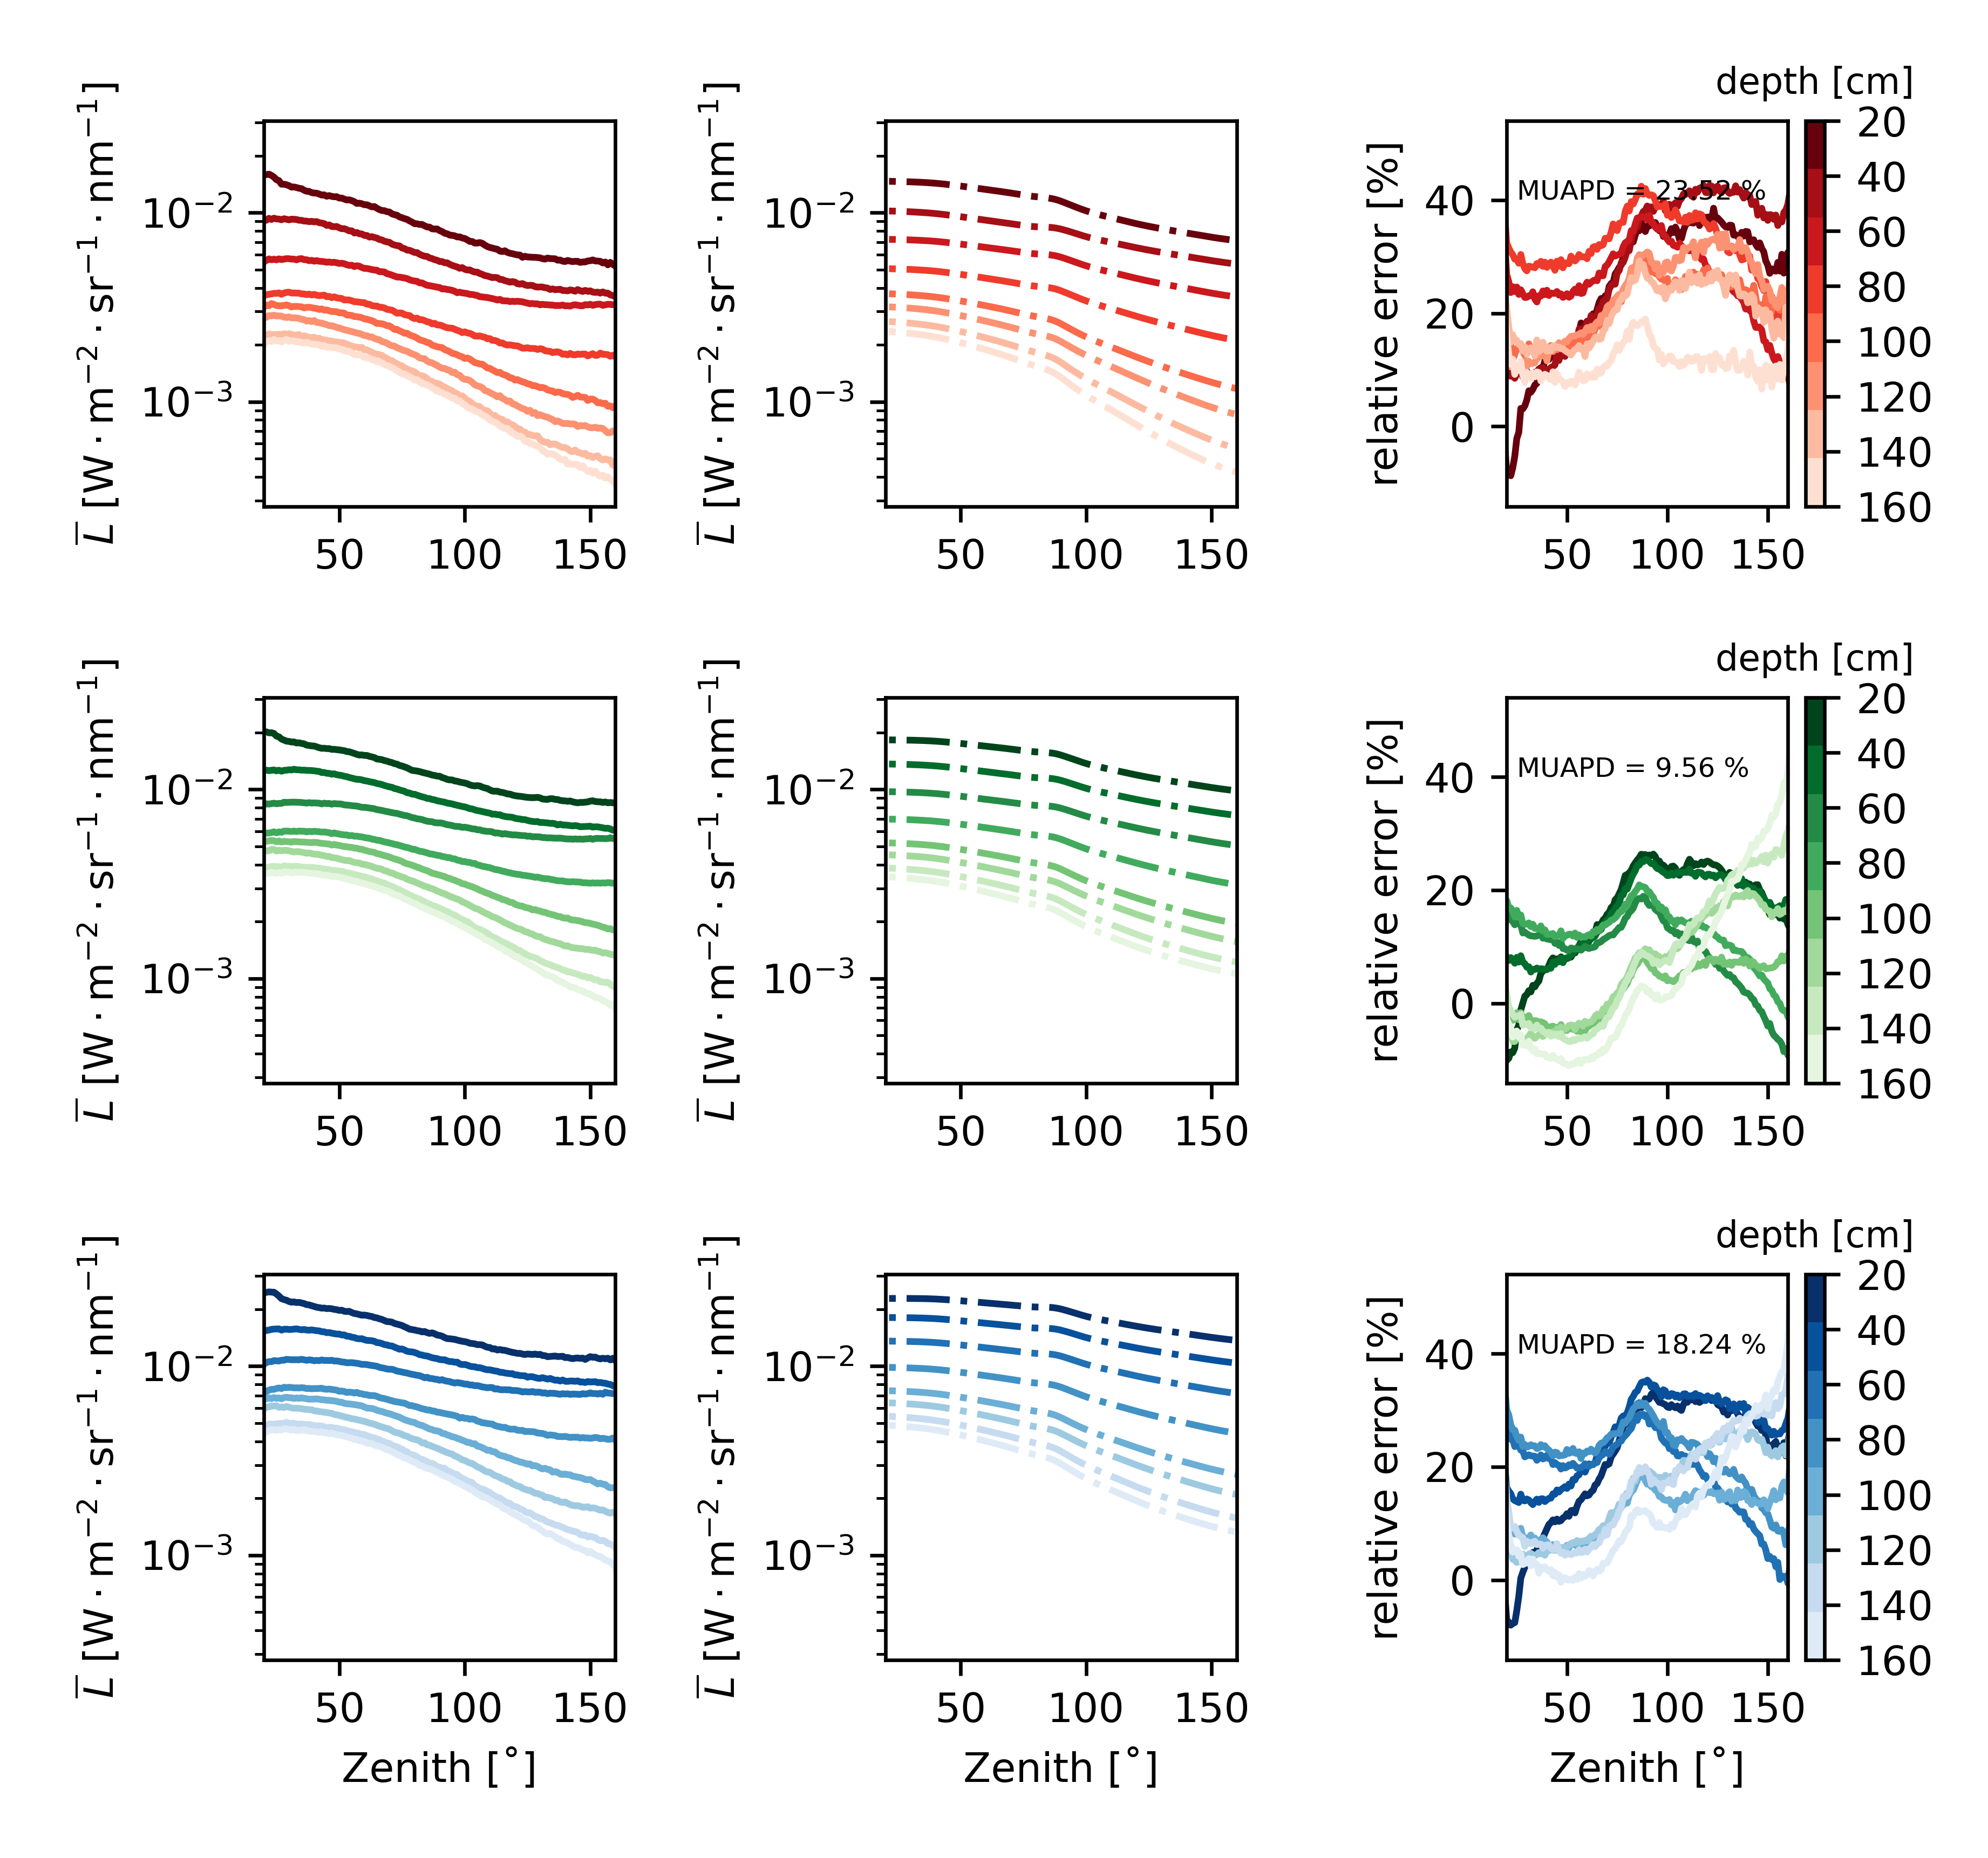 depth [cm]
L̅ [W · m⁻² · sr⁻¹ · nm⁻¹]
10⁻²
10⁻³
50 100 150
L̅ [W · m⁻² · sr⁻¹ · nm⁻¹]
10⁻²
10⁻³
50 100 150
relative error [%]
40
20
0
MUAPD = 23.52 %
50 100 150
20
40
60
80
100
120
140
160
depth [cm]
L̅ [W · m⁻² · sr⁻¹ · nm⁻¹]
10⁻²
10⁻³
50 100 150
L̅ [W · m⁻² · sr⁻¹ · nm⁻¹]
10⁻²
10⁻³
50 100 150
relative error [%]
40
20
0
MUAPD = 9.56 %
50 100 150
20
40
60
80
100
120
140
160
depth [cm]
L̅ [W · m⁻² · sr⁻¹ · nm⁻¹]
10⁻²
10⁻³
50 100 150
Zenith [˚]
L̅ [W · m⁻² · sr⁻¹ · nm⁻¹]
10⁻²
10⁻³
50 100 150
Zenith [˚]
relative error [%]
40
20
0
MUAPD = 18.24 %
50 100 150
Zenith [˚]
20
40
60
80
100
120
140
160